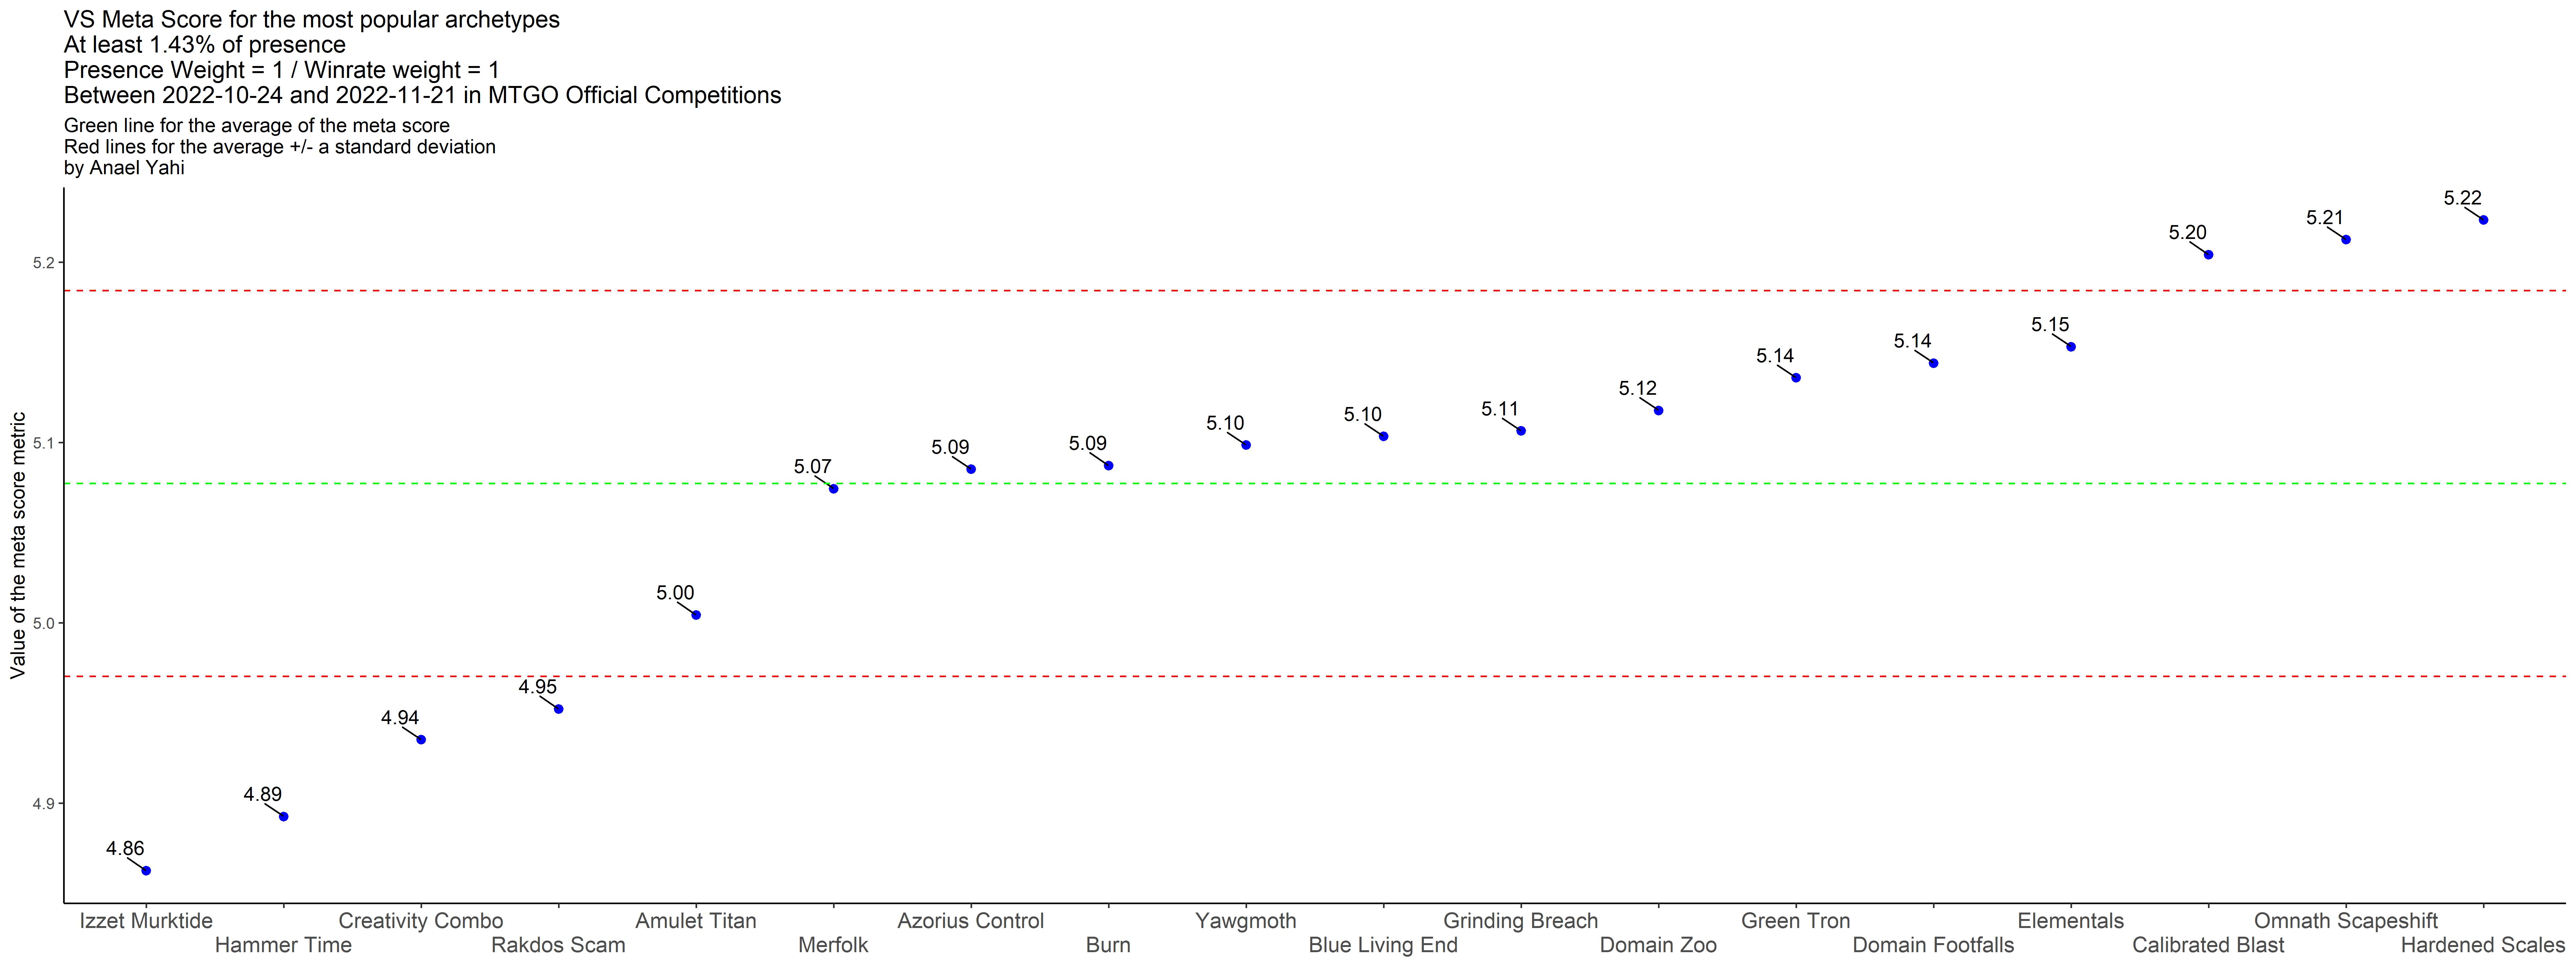 VS Meta Score for the most popular archetypes
At least 1.43% of presence
Presence Weight = 1 / Winrate weight = 1
Between 2022-10-24 and 2022-11-21 in MTGO Official Competitions
Green line for the average of the meta score
Red lines for the average +/- a standard deviation
by Anael Yahi
Value of the meta score metric
5.2
5.1
5.0
4.9
4.86
4.89
4.94
4.95
5.00
5.07
5.09
5.09
5.10
5.10
5.11
5.12
5.14
5.14
5.15
5.20
5.21
5.22
Izzet Murktide
Hammer Time
Creativity Combo
Rakdos Scam
Amulet Titan
Merfolk
Azorius Control
Burn
Yawgmoth
Blue Living End
Grinding Breach
Domain Zoo
Green Tron
Domain Footfalls
Elementals
Calibrated Blast
Omnath Scapeshift
Hardened Scales